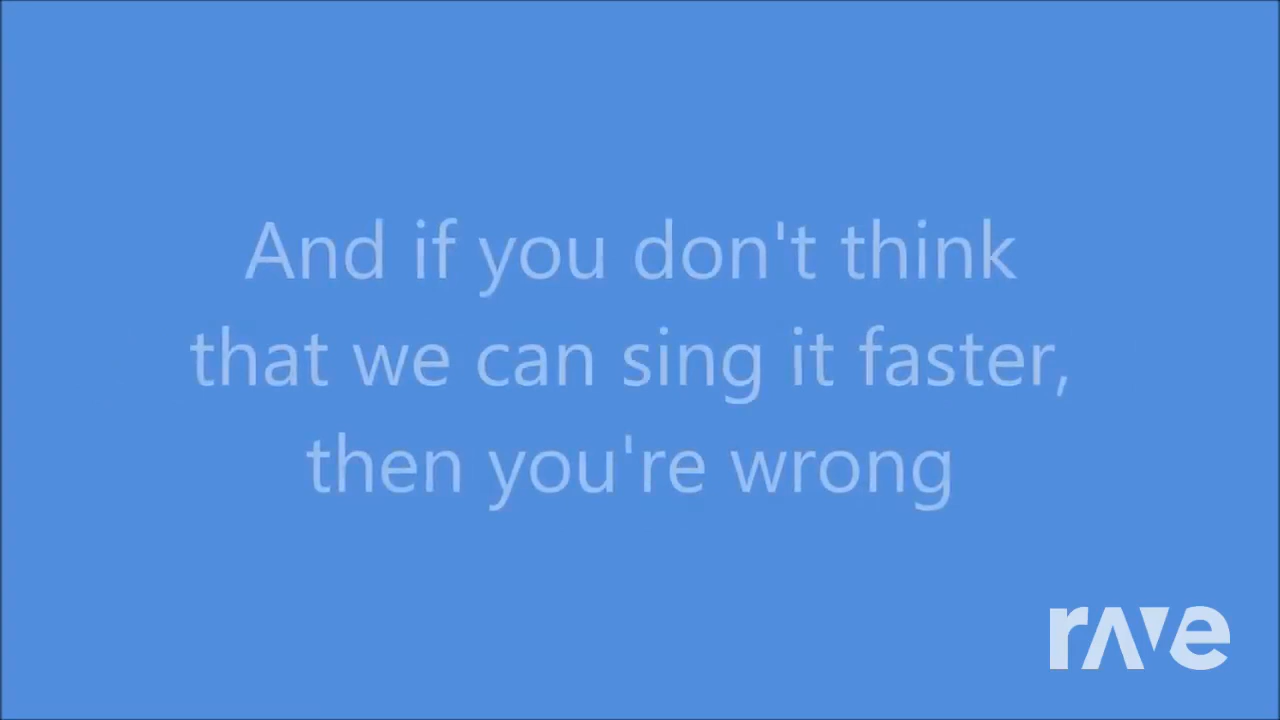 And if you don't think
that we can sing it faster,
then you're wrong
rave